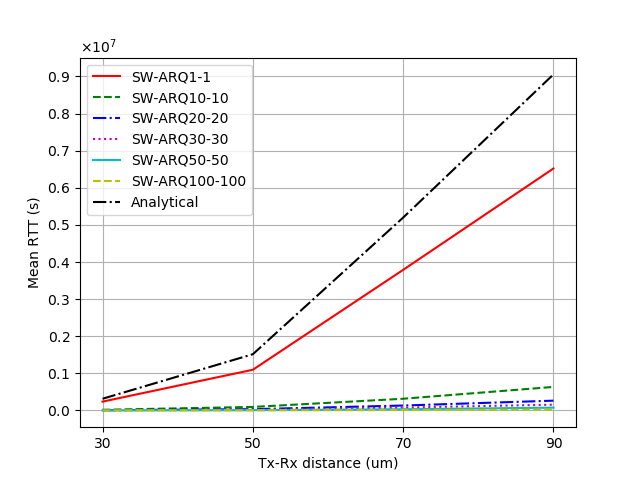 ×10⁷
0.9
0.8
0.7
0.6
0.5
0.4
0.3
0.2
0.1
0.0
Mean RTT (s)
SW-ARQ1-1
SW-ARQ10-10
SW-ARQ20-20
SW-ARQ30-30
SW-ARQ50-50
SW-ARQ100-100
Analytical
30 50 70 90
Tx-Rx distance (um)